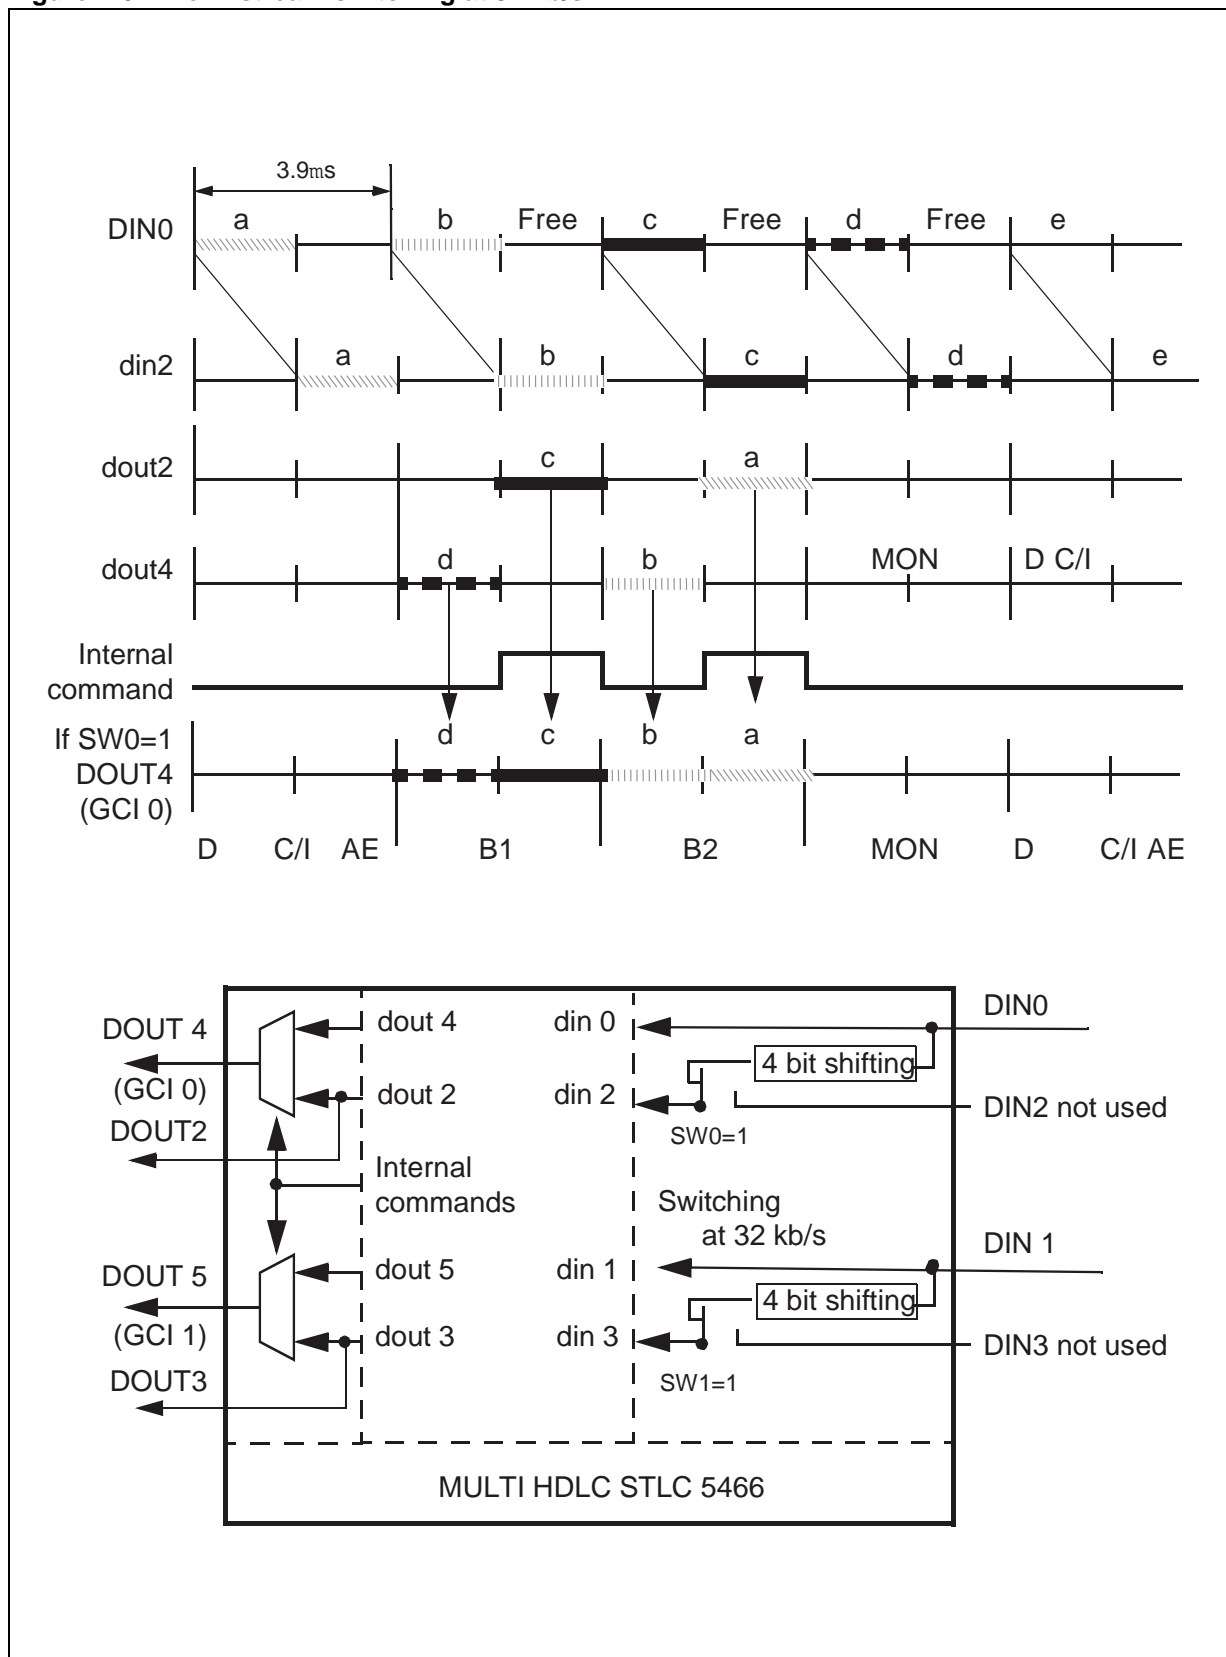 3.9ms
DIN0
a
b
Free
c
Free
d
Free
e
din2
a
b
c
d
e
dout2
c
a
dout4
d
b
MON
D C/I
Internal
command
If SW0=1
DOUT4
(GCI 0)
d
c
b
a
D
C/I
AE
B1
B2
MON
D
C/I AE
DOUT 4
(GCI 0)
DOUT2
dout 4
dout 2
din 0
din 2
DIN0
4 bit shifting
DIN2 not used
SW0=1
Internal
commands
Switching
at 32 kb/s
DOUT 5
(GCI 1)
DOUT3
dout 5
dout 3
din 1
din 3
DIN 1
4 bit shifting
DIN3 not used
SW1=1
MULTI HDLC STLC 5466